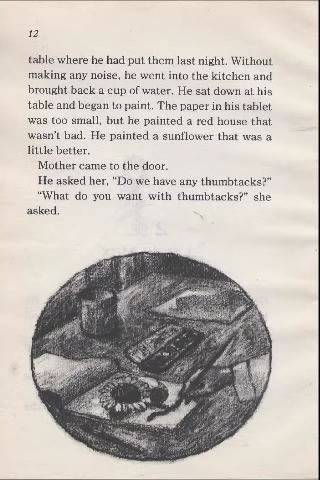 12
table where he had put them last night. Without
making any noise, he went into the kitchen and
brought back a cup of water. He sat down at his
table and began to paint. The paper in his tablet
was too small, but he painted a red house that
wasn't bad. He painted a sunflower that was a
little better.
Mother came to the door.
He asked her, "Do we have any thumbtacks?"
"What do you want with thumbtacks?" she
asked.